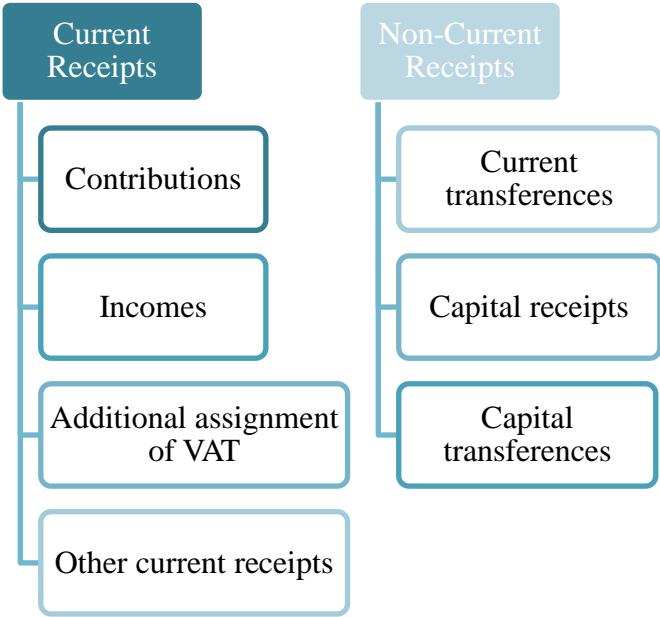 Current
Receipts
Contributions
Incomes
Additional assignment
of VAT
Other current receipts
Non-Current
Receipts
Current
transferences
Capital receipts
Capital
transferences